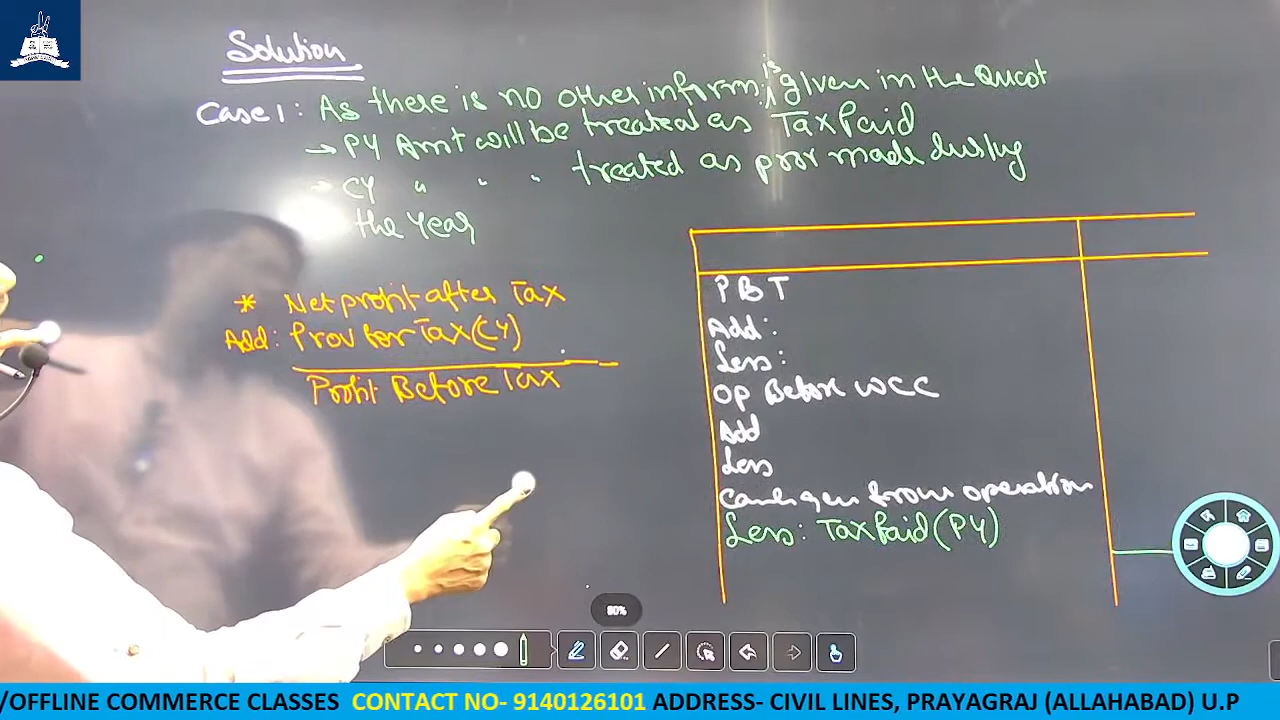 Solution
Case 1: As there is no other inform. is given in the Quest
→ PY Amt will be treated as Tax Paid
→ CY " " " treated as prov made during
the Year
* Net profit after Tax
Add: Prov for Tax (CY)
Profit Before Tax
PBT
Add:
Less:
Op Before WCC
Add
Less
Cash gen from operation
Less: Tax Paid (PY)
80%
/OFFLINE COMMERCE CLASSES CONTACT NO- 9140126101 ADDRESS- CIVIL LINES, PRAYAGRAJ (ALLAHABAD) U.P